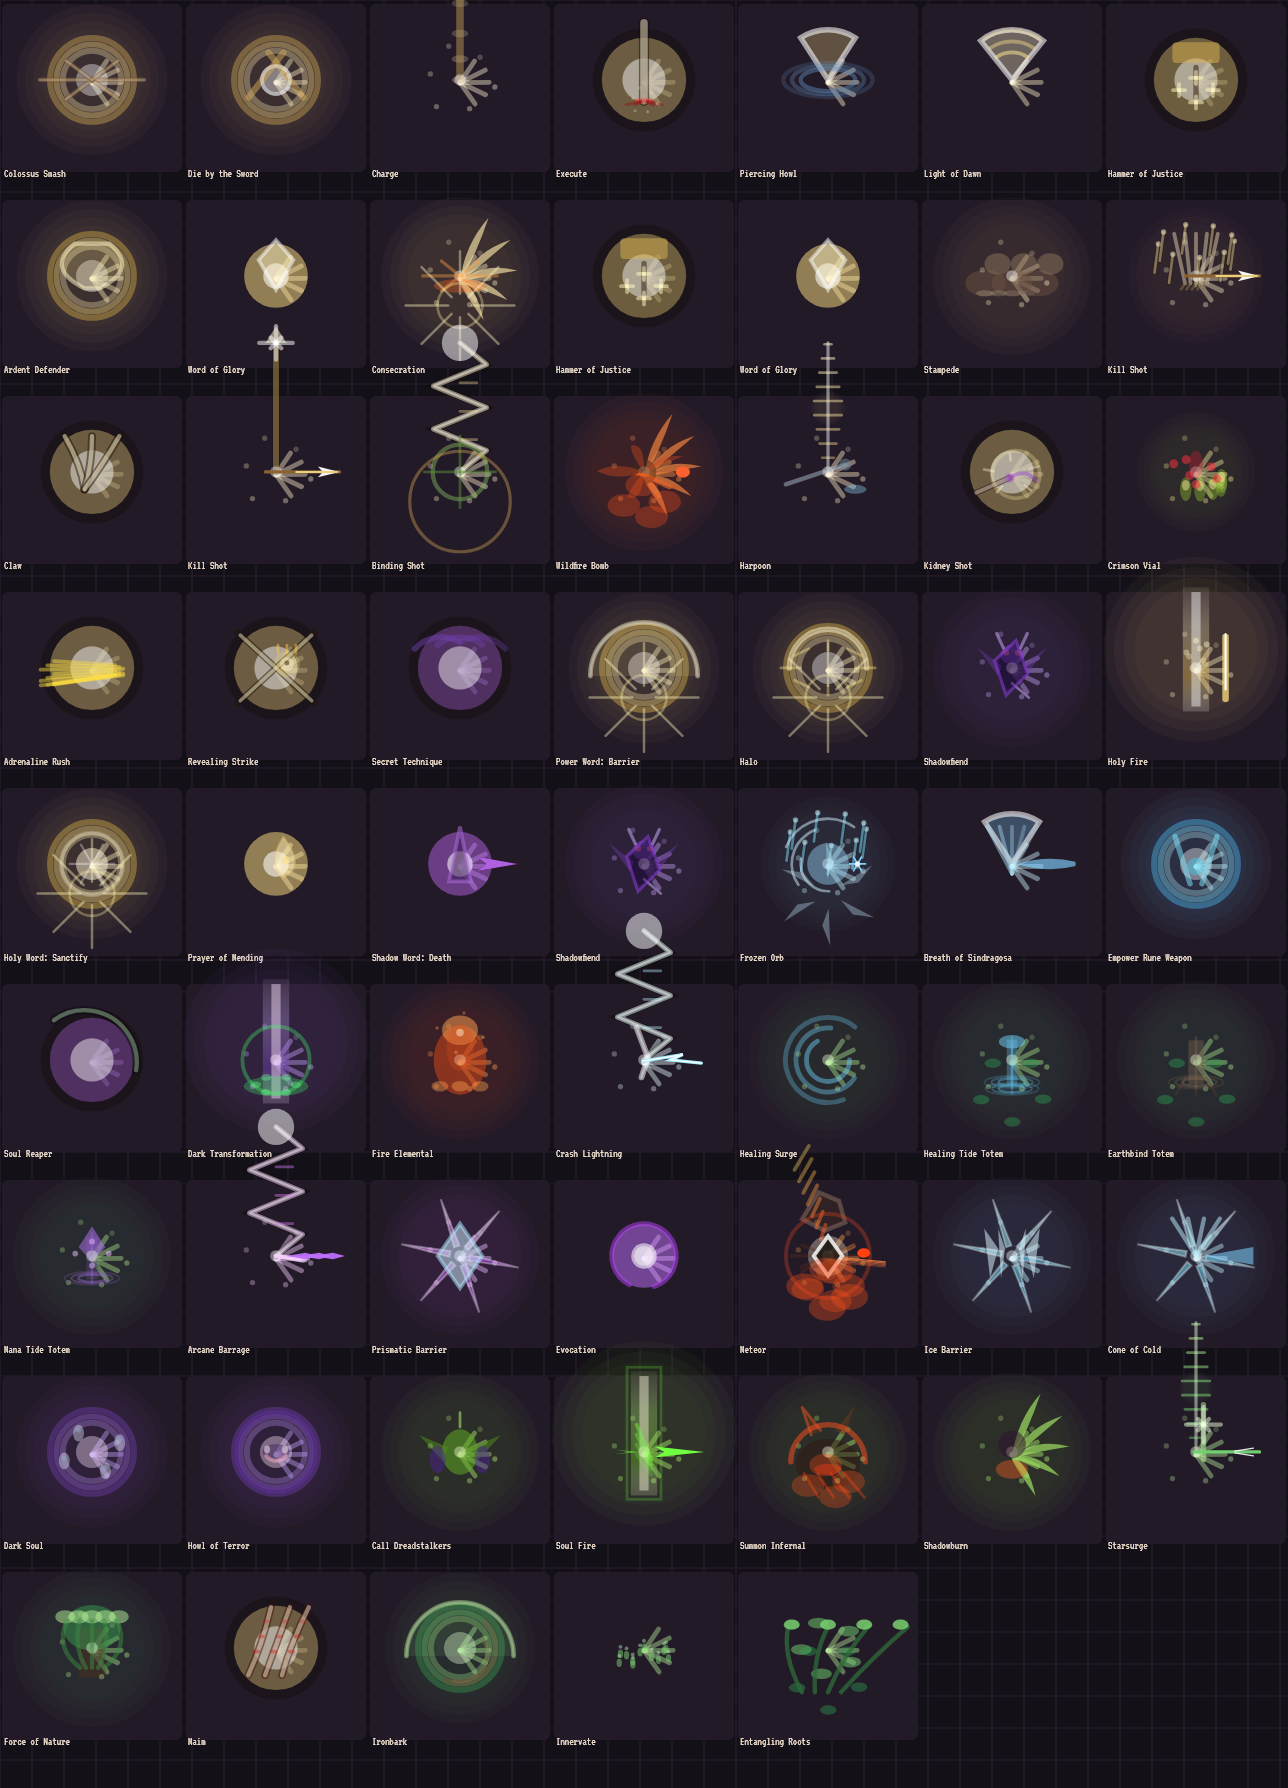 Colossus Smash
Die by the Sword
Charge
Execute
Piercing Howl
Light of Dawn
Hammer of Justice
Ardent Defender
Word of Glory
Consecration
Hammer of Justice
Word of Glory
Stampede
Kill Shot
Claw
Kill Shot
Binding Shot
Wildfire Bomb
Harpoon
Kidney Shot
Crimson Vial
Adrenaline Rush
Revealing Strike
Secret Technique
Power Word: Barrier
Halo
Shadowfiend
Holy Fire
Holy Word: Sanctify
Prayer of Mending
Shadow Word: Death
Shadowfiend
Frozen Orb
Breath of Sindragosa
Empower Rune Weapon
Soul Reaper
Dark Transformation
Fire Elemental
Crash Lightning
Healing Surge
Healing Tide Totem
Earthbind Totem
Mana Tide Totem
Arcane Barrage
Prismatic Barrier
Evocation
Meteor
Ice Barrier
Cone of Cold
Dark Soul
Howl of Terror
Call Dreadstalkers
Soul Fire
Summon Infernal
Shadowburn
Starsurge
Force of Nature
Maim
Ironbark
Innervate
Entangling Roots